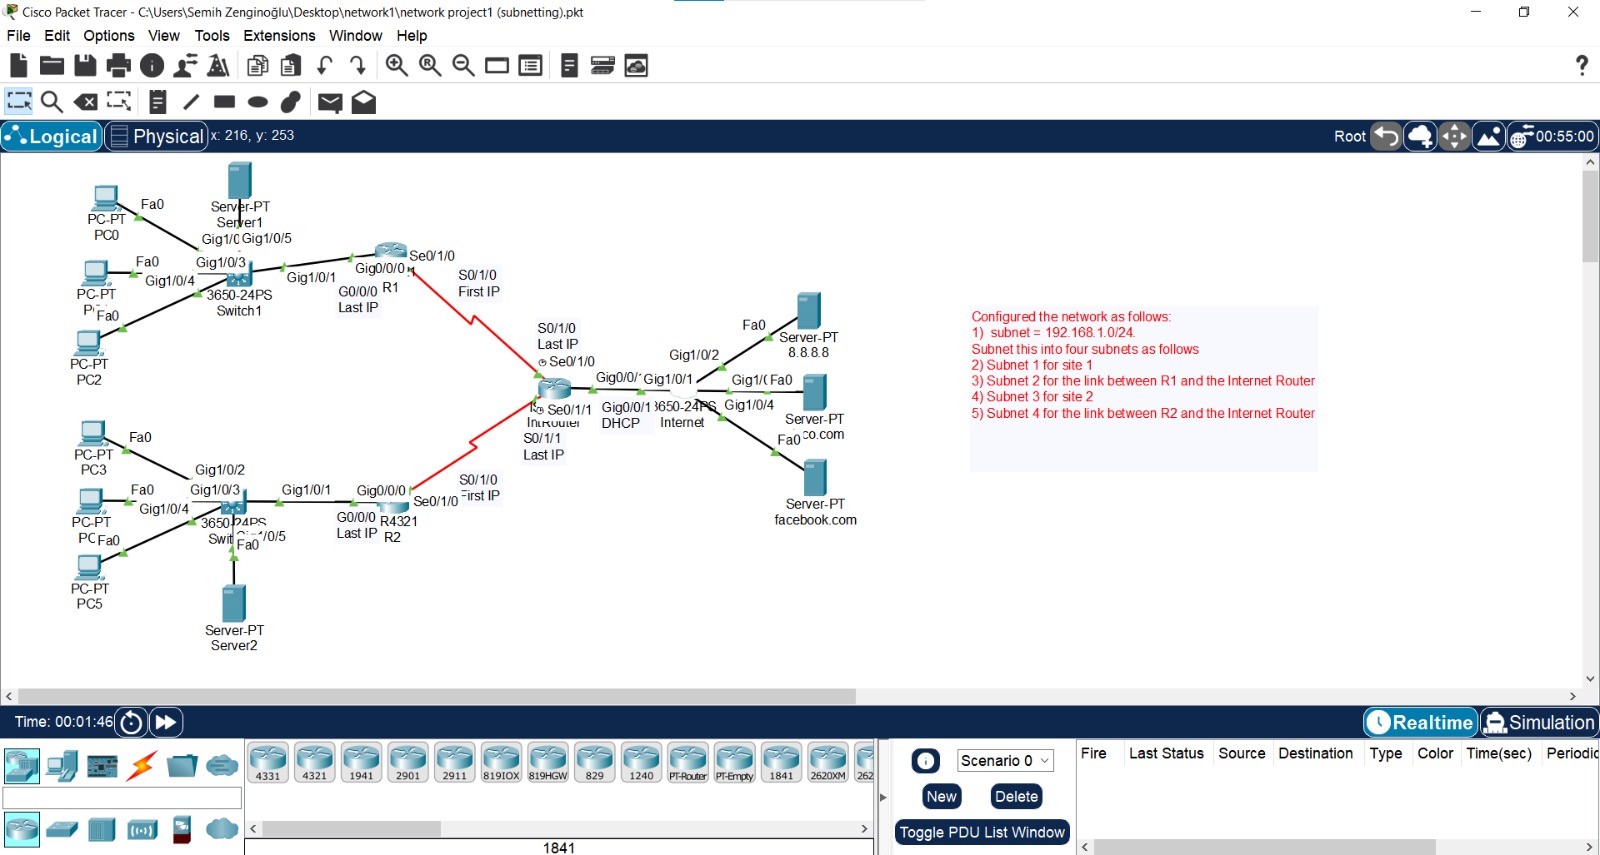 Cisco Packet Tracer - C:\Users\Semih Zenginoğlu\Desktop\network1\network project1 (subnetting).pkt
File Edit Options View Tools Extensions Window Help
?
Logical Physical x: 216, y: 253 Root 00:55:00
PC-PT
PC0
Fa0
Server-PT
Server1
Gig1/0/5
Fa0
Gig1/0/3
Gig1/0/4
PC-PT
Fa0
3650-24PS
Switch1
PC-PT
PC2
Gig1/0/1
Gig0/0/0
Se0/1/0
R1
G0/0/0
Last IP
S0/1/0
First IP
S0/1/0
Last IP
Se0/1/0
Se0/1/1
IntRouter
S0/1/1
Last IP
Gig0/0/1
DHCP
Gig1/0/1
3650-24PS
Internet
Gig1/0/2
Fa0
Server-PT
8.8.8.8
Fa0
Server-PT
co.com
Gig1/0/4
Fa0
Server-PT
facebook.com
Configured the network as follows:
1) subnet = 192.168.1.0/24.
Subnet this into four subnets as follows
2) Subnet 1 for site 1
3) Subnet 2 for the link between R1 and the Internet Router
4) Subnet 3 for site 2
5) Subnet 4 for the link between R2 and the Internet Router
PC-PT
PC3
Fa0
Gig1/0/2
Fa0
Gig1/0/3
Gig1/0/4
PC-PT
Fa0
3650-24PS
Fa0
PC-PT
PC5
Server-PT
Server2
Gig1/0/1
Gig0/0/0
Se0/1/0
G0/0/0
Last IP
R4321
R2
S0/1/0
First IP
Time: 00:01:46 Realtime Simulation
4331 4321 1941 2901 2911 819IOX 819HGW 829 1240 PT-Router PT-Empty 1841 2620XM 262
1841
Scenario 0
New Delete
Toggle PDU List Window
Fire Last Status Source Destination Type Color Time(sec) Periodic